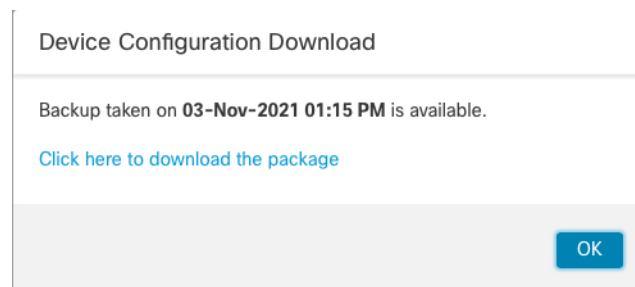 Device Configuration Download
Backup taken on 03-Nov-2021 01:15 PM is available.
Click here to download the package
OK